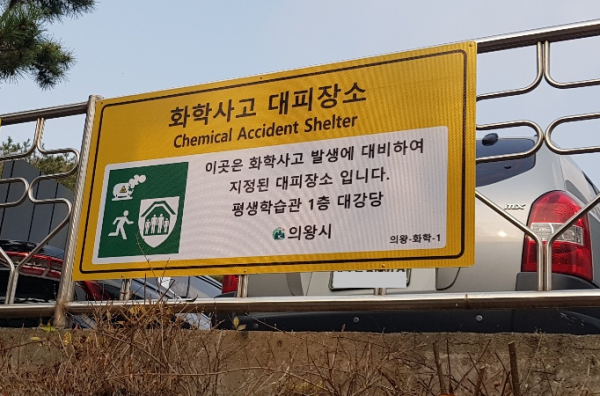 화학사고 대피장소
Chemical Accident Shelter
이곳은 화학사고 발생에 대비하여
지정된 대피장소 입니다.
평생학습관 1층 대강당
의왕시
의왕-화학-1